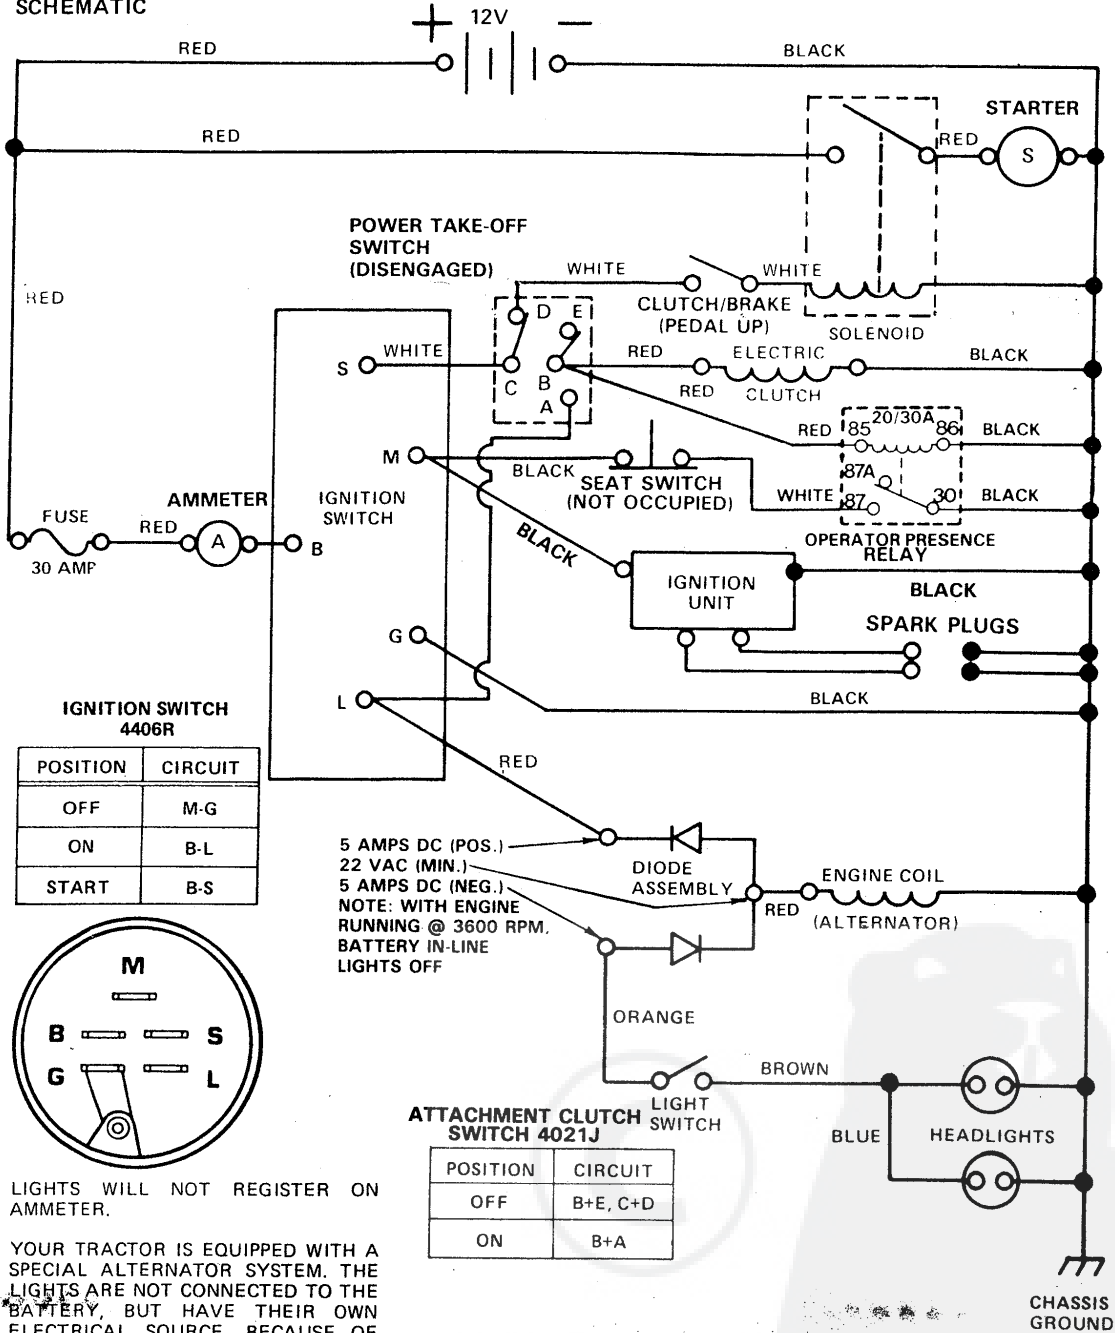 SCHEMATIC
12V
RED
BLACK
RED
STARTER
RED
S
POWER TAKE-OFF
SWITCH
(DISENGAGED)
WHITE
WHITE
CLUTCH/BRAKE
(PEDAL UP)
SOLENOID
RED
D
E
S
WHITE
C
B
A
RED
ELECTRIC
BLACK
RED
CLUTCH
20/30A
RED
85
86
BLACK
M
BLACK
SEAT SWITCH
(NOT OCCUPIED)
87A
WHITE
87
30
BLACK
OPERATOR PRESENCE
RELAY
AMMETER
IGNITION
SWITCH
FUSE
RED
A
B
30 AMP
BLACK
IGNITION
UNIT
BLACK
SPARK PLUGS
G
BLACK
L
IGNITION SWITCH
4406R
POSITION CIRCUIT
OFF M-G
ON B-L
START B-S
RED
5 AMPS DC (POS.)
22 VAC (MIN.)
5 AMPS DC (NEG.)
NOTE: WITH ENGINE
RUNNING @ 3600 RPM,
BATTERY IN-LINE
LIGHTS OFF
DIODE
ASSEMBLY
RED
ENGINE COIL
(ALTERNATOR)
M
B
S
G
L
ORANGE
BROWN
LIGHT
SWITCH
BLUE
HEADLIGHTS
ATTACHMENT CLUTCH
SWITCH 4021J
POSITION CIRCUIT
OFF B+E, C+D
ON B+A
LIGHTS WILL NOT REGISTER ON
AMMETER.
YOUR TRACTOR IS EQUIPPED WITH A
SPECIAL ALTERNATOR SYSTEM. THE
LIGHTS ARE NOT CONNECTED TO THE
BATTERY, BUT HAVE THEIR OWN
ELECTRICAL SOURCE. BECAUSE OF
CHASSIS
GROUND